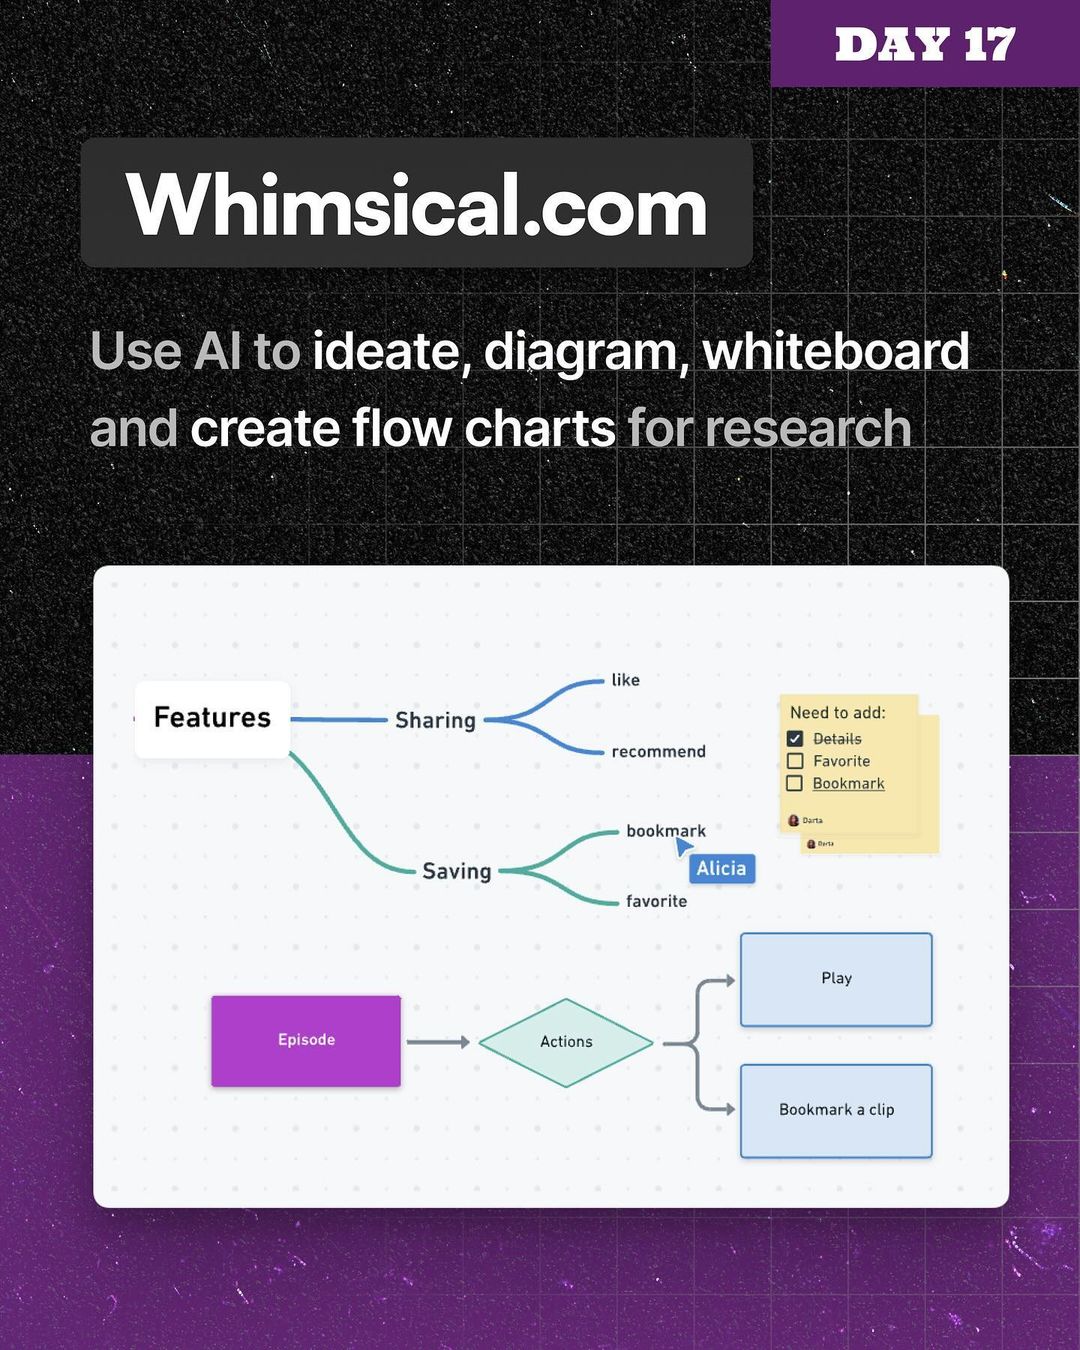 DAY 17
Whimsical.com
Use AI to ideate, diagram, whiteboard
and create flow charts for research
Features
Sharing
like
recommend
Saving
bookmark
Alicia
favorite
Need to add:
Details
Favorite
Bookmark
Darta
Darta
Episode
Actions
Play
Bookmark a clip